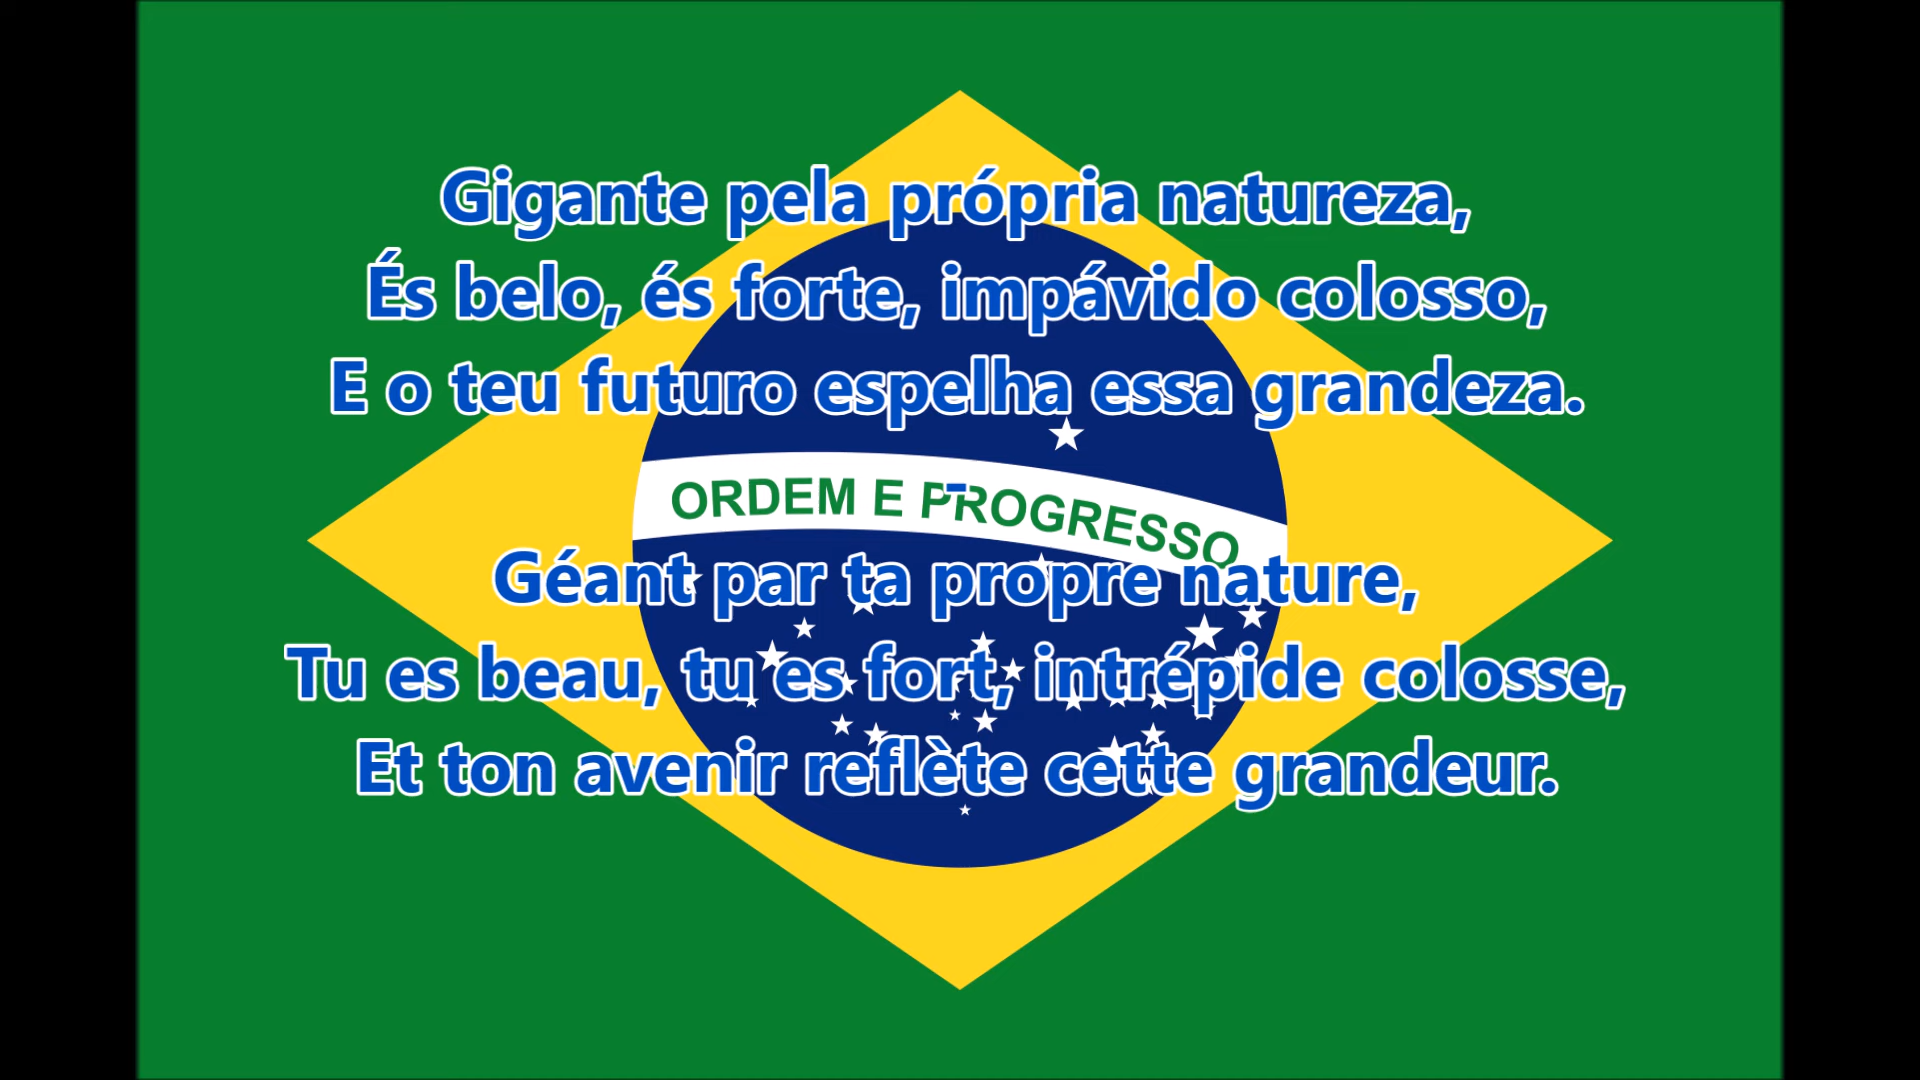 Gigante pela própria natureza,
És belo, és forte, impávido colosso,
E o teu futuro espelha essa grandeza.
-
ORDEM E PROGRESSO
Géant par ta propre nature,
Tu es beau, tu es fort, intrépide colosse,
Et ton avenir reflète cette grandeur.